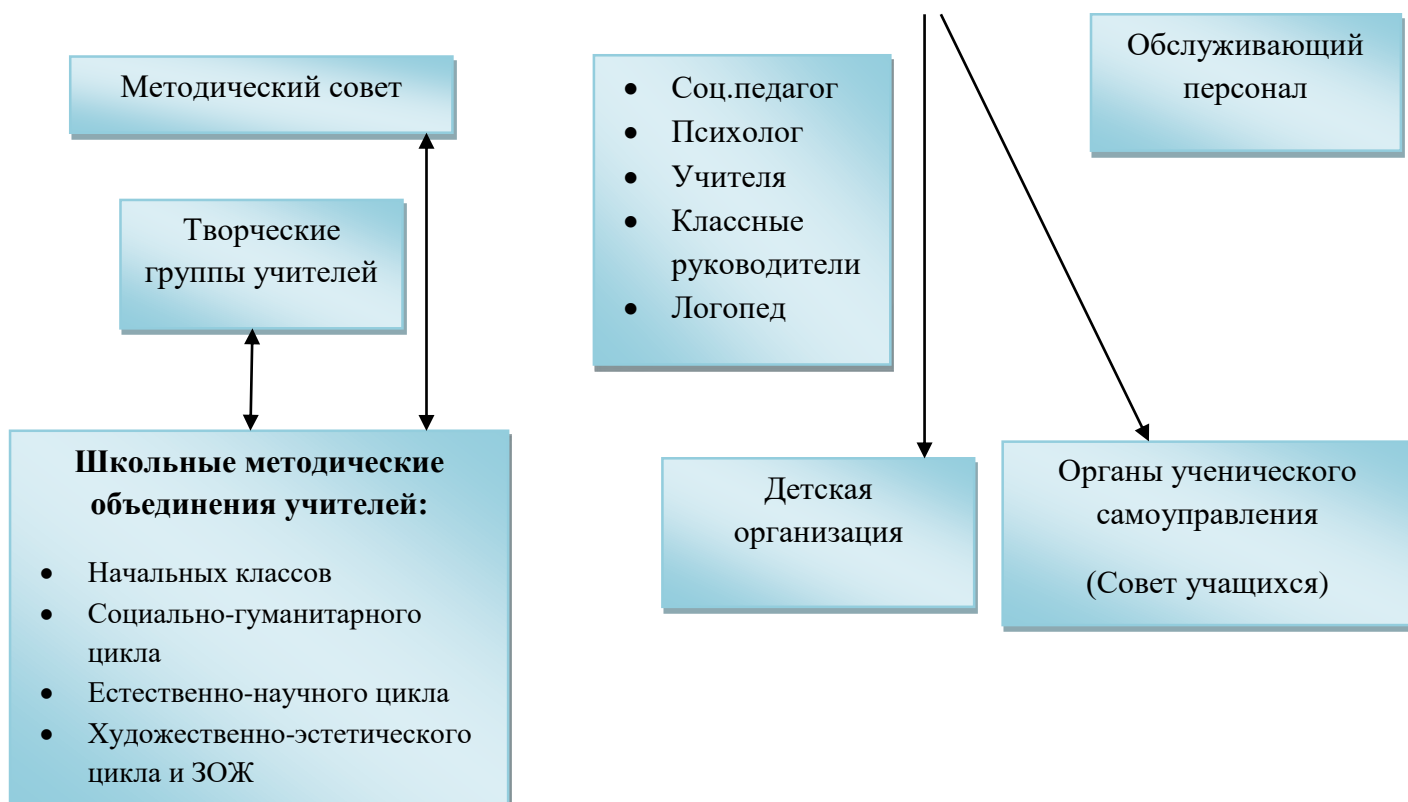 Методический совет
Творческие
группы учителей
Школьные методические
объединения учителей:
• Начальных классов
• Социально-гуманитарного
цикла
• Естественно-научного цикла
• Художественно-эстетического
цикла и ЗОЖ
• Соц.педагог
• Психолог
• Учителя
• Классные
руководители
• Логопед
Детская
организация
Обслуживающий
персонал
Органы ученического
самоуправления
(Совет учащихся)